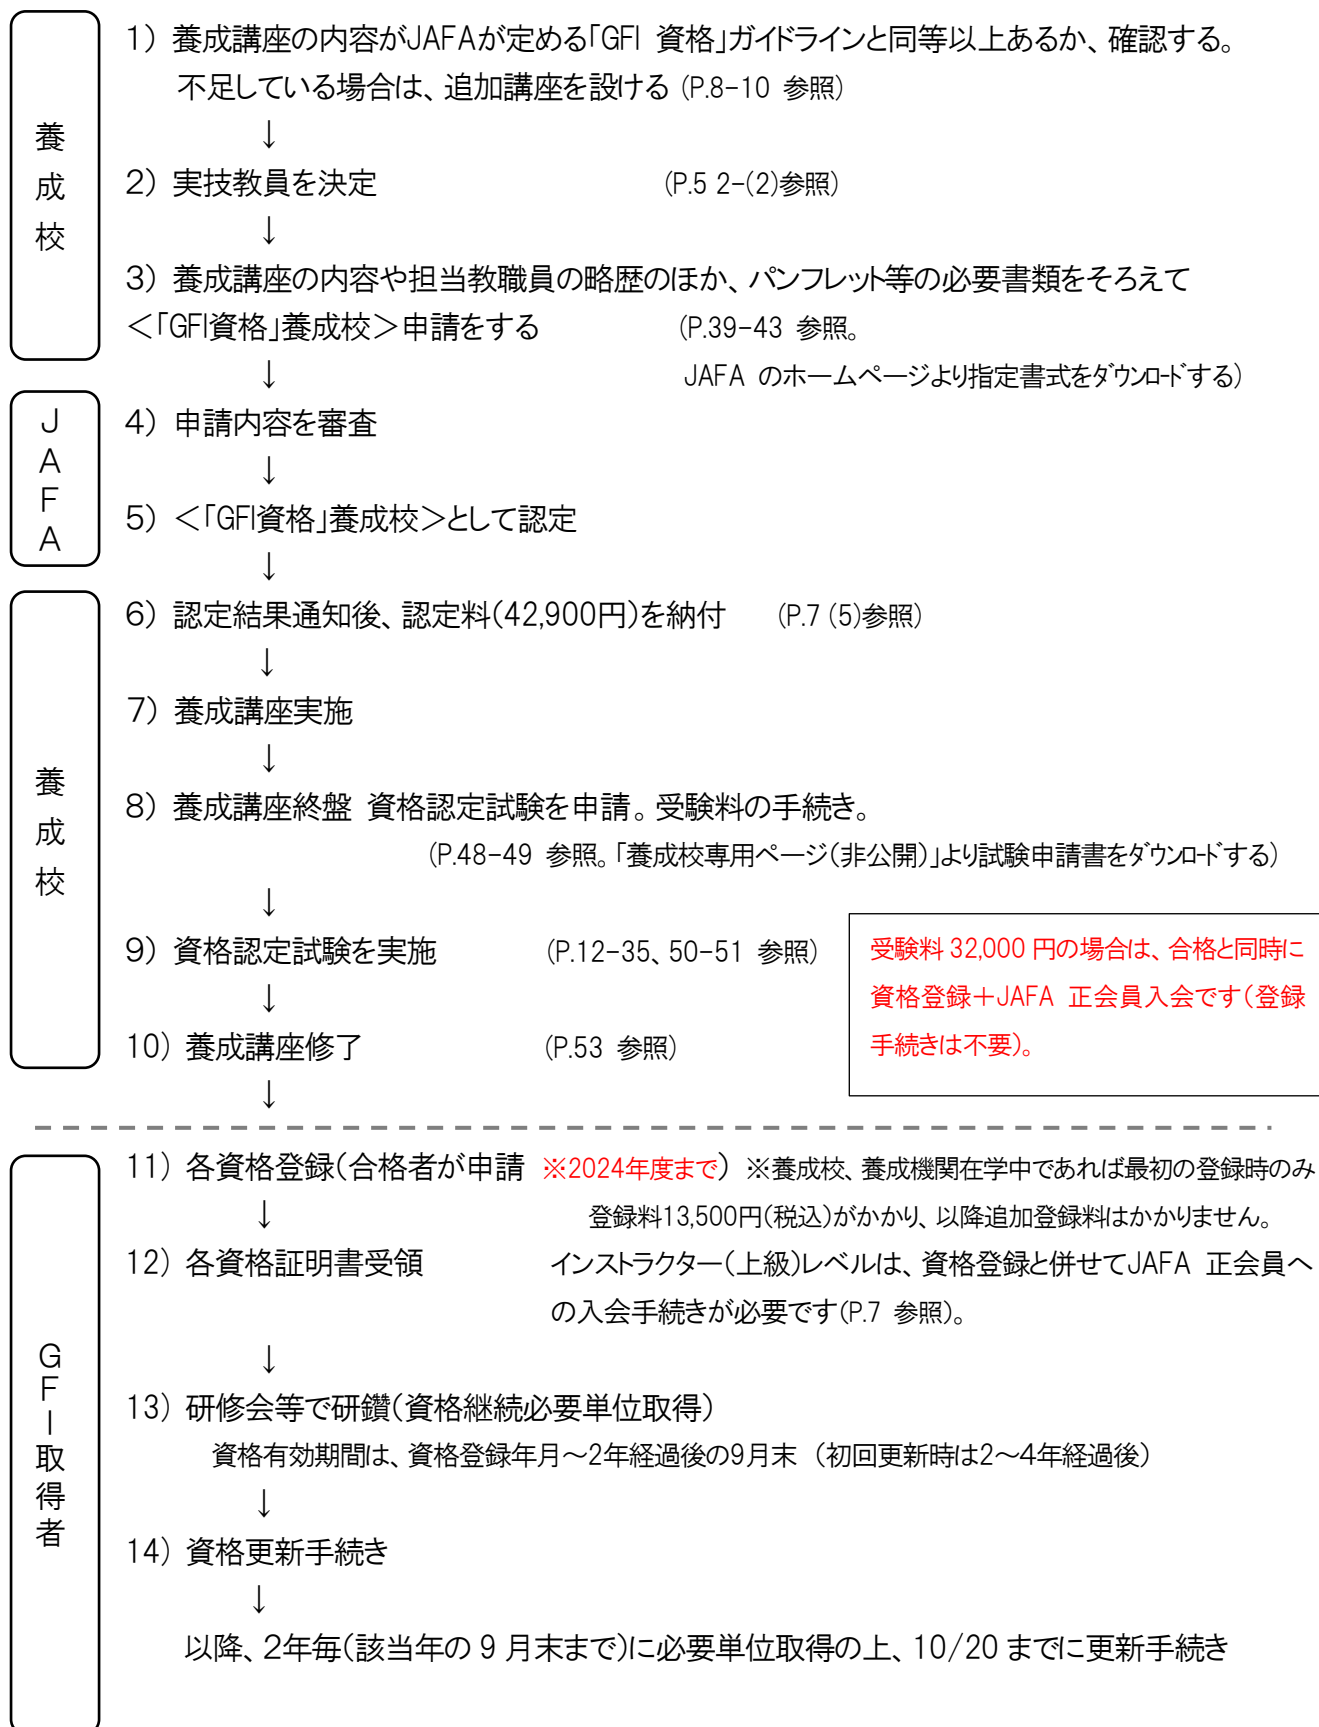 養成校
1) 養成講座の内容がJAFAが定める「GFI 資格」ガイドラインと同等以上あるか、確認する。
不足している場合は、追加講座を設ける (P.8-10 参照)
↓
2) 実技教員を決定 (P.5 2-(2)参照)
↓
3) 養成講座の内容や担当教職員の略歴のほか、パンフレット等の必要書類をそろえて
＜「GFI資格」養成校＞申請をする (P.39-43 参照。
↓ JAFA のホームページより指定書式をダウンロードする)
JAFA
4) 申請内容を審査
↓
5) ＜「GFI資格」養成校＞として認定
↓
養成校
6) 認定結果通知後、認定料(42,900円)を納付 (P.7 (5)参照)
↓
7) 養成講座実施
↓
8) 養成講座終盤 資格認定試験を申請。受験料の手続き。
(P.48-49 参照。「養成校専用ページ(非公開)」より試験申請書をダウンロードする)
↓
9) 資格認定試験を実施 (P.12-35、50-51 参照)
↓
10) 養成講座修了 (P.53 参照)
↓
受験料 32,000 円の場合は、合格と同時に
資格登録＋JAFA 正会員入会です(登録
手続きは不要)。
GFI取得者
11) 各資格登録(合格者が申請 ※2024年度まで) ※養成校、養成機関在学中であれば最初の登録時のみ
↓ 登録料13,500円(税込)がかかり、以降追加登録料はかかりません。
12) 各資格証明書受領 インストラクター(上級)レベルは、資格登録と併せてJAFA 正会員へ
の入会手続きが必要です(P.7 参照)。
↓
13) 研修会等で研鑽(資格継続必要単位取得)
資格有効期間は、資格登録年月～2年経過後の9月末 (初回更新時は2～4年経過後)
↓
14) 資格更新手続き
↓
以降、2年毎(該当年の 9 月末まで)に必要単位取得の上、10/20 までに更新手続き